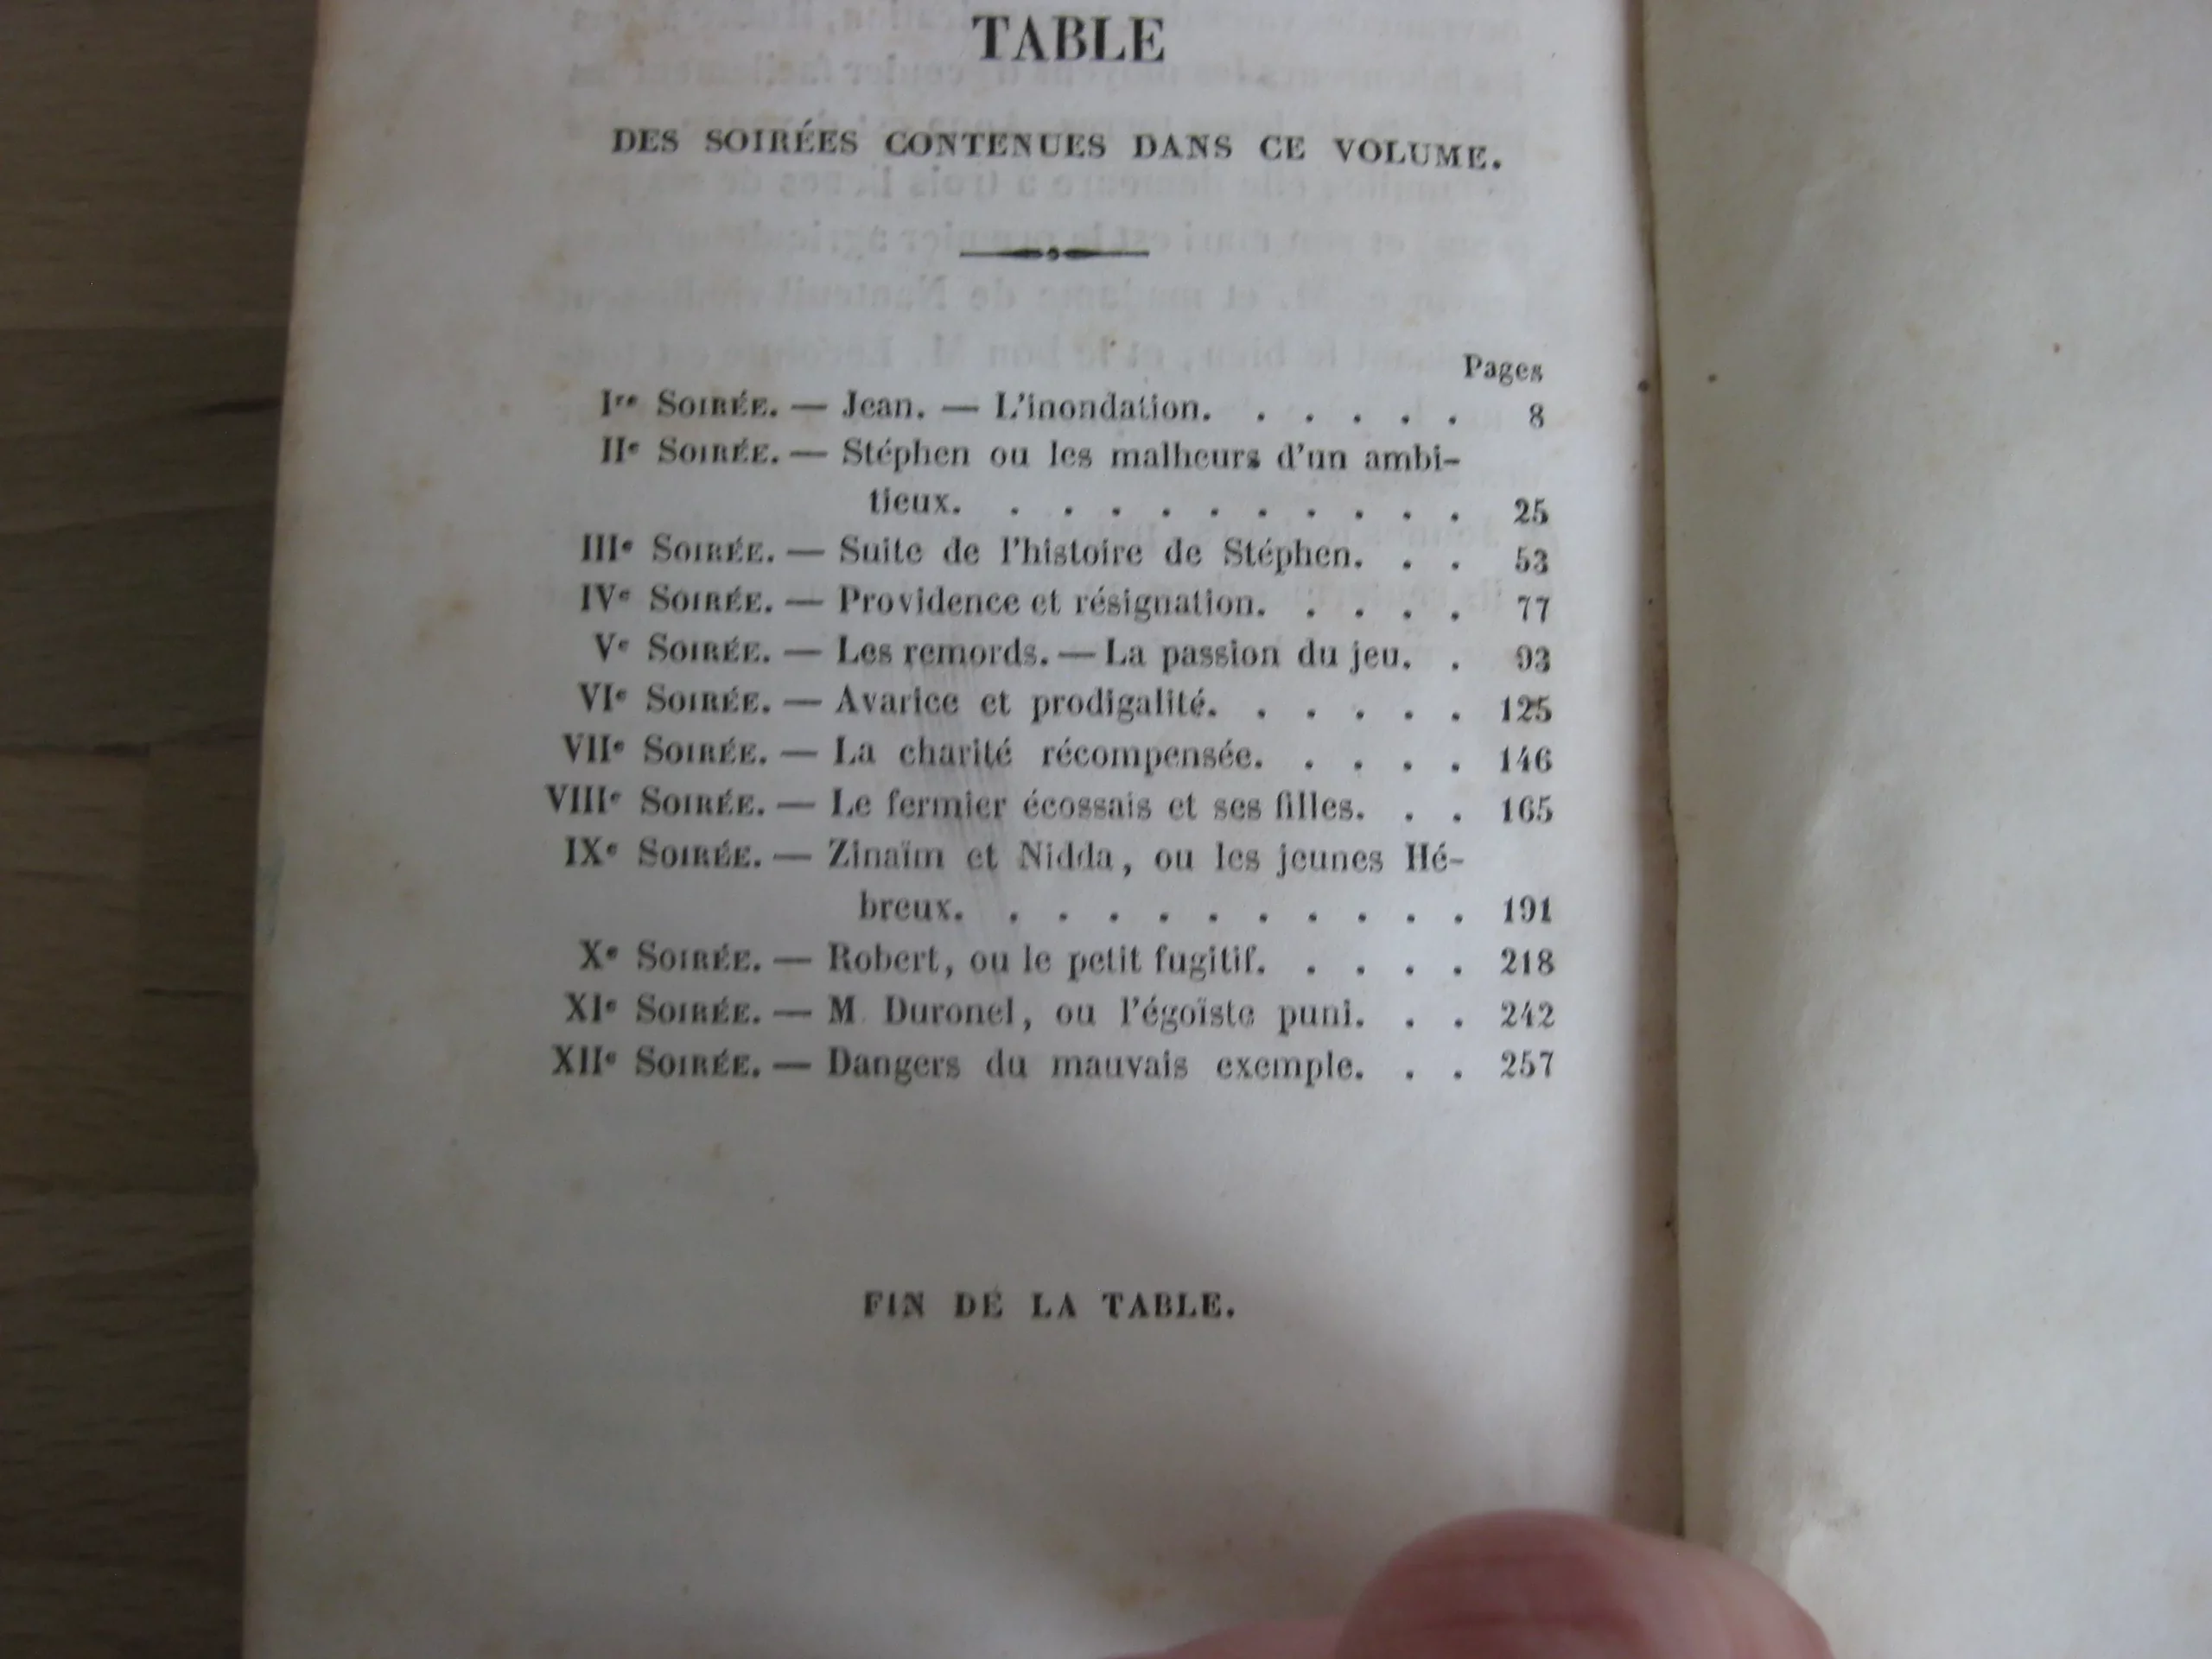 TABLE
DES SOIRÉES CONTENUES DANS CE VOLUME.
Pages
Ire SOIRÉE. — Jean. — L'inondation. . . . . . 8
IIe SOIRÉE. — Stéphen ou les malheurs d'un ambi-
tieux. . . . . . . . . . . 25
IIIe SOIRÉE. — Suite de l'histoire de Stéphen. . . 53
IVe SOIRÉE. — Providence et résignation. . . . . 77
Ve SOIRÉE. — Les remords. — La passion du jeu. . 93
VIe SOIRÉE. — Avarice et prodigalité. . . . . . 125
VIIe SOIRÉE. — La charité récompensée. . . . . 146
VIIIe SOIRÉE. — Le fermier écossais et ses filles. . . 165
IXe SOIRÉE. — Zinaïm et Nidda, ou les jeunes Hé-
breux. . . . . . . . . . . 191
Xe SOIRÉE. — Robert, ou le petit fugitif. . . . . 218
XIe SOIRÉE. — M Duronel, ou l'égoïste puni. . . 242
XIIe SOIRÉE. — Dangers du mauvais exemple. . . 257
FIN DE LA TABLE.